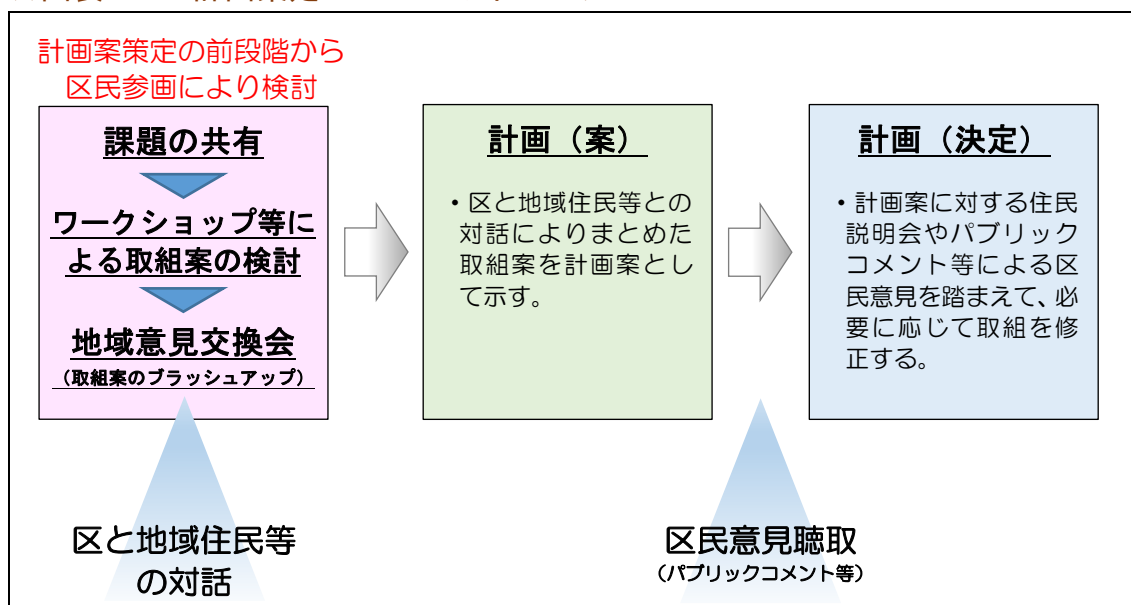 計画案策定の前段階から
区民参画により検討
課題の共有
ワークショップ等に
よる取組案の検討
地域意見交換会
（取組案のブラッシュアップ）
計画（案）
・区と地域住民等との
対話によりまとめた
取組案を計画案とし
て示す。
計画（決定）
・計画案に対する住民
説明会やパブリック
コメント等による区
民意見を踏まえて、必
要に応じて取組を修
正する。
区と地域住民等
の対話
区民意見聴取
（パブリックコメント等）